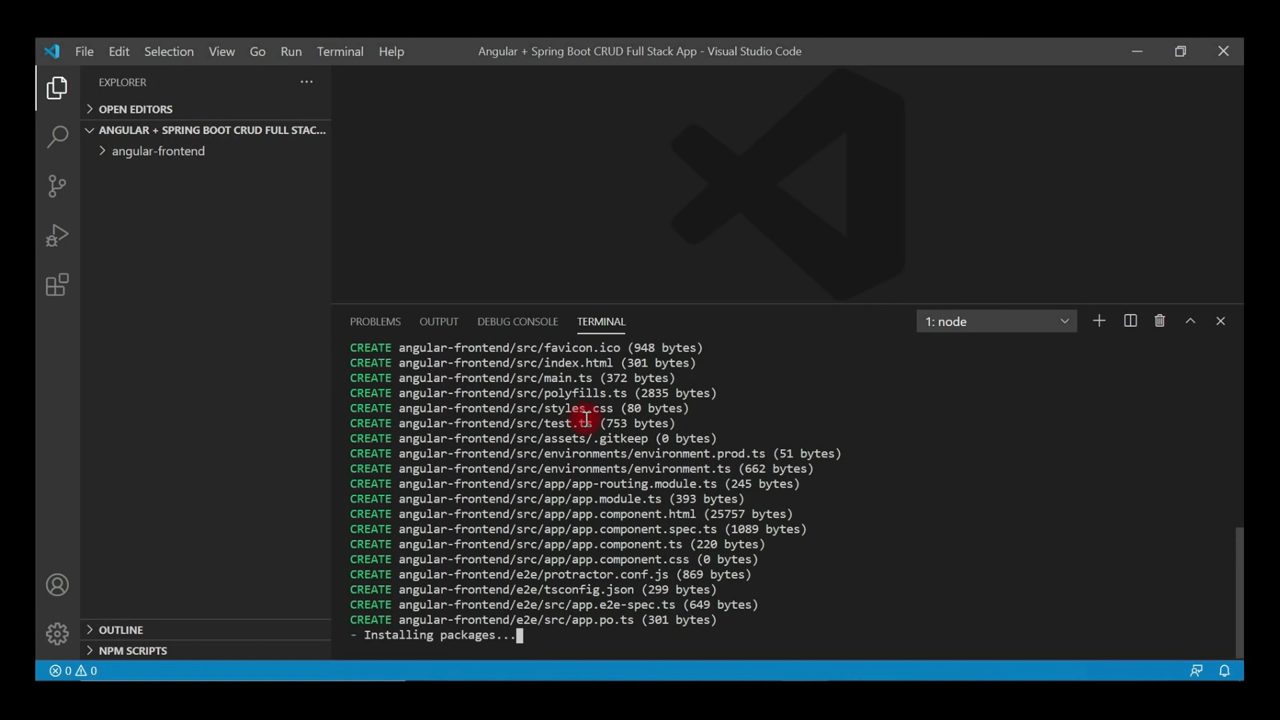 File Edit Selection View Go Run Terminal Help Angular + Spring Boot CRUD Full Stack App - Visual Studio Code
EXPLORER
OPEN EDITORS
ANGULAR + SPRING BOOT CRUD FULL STAC...
angular-frontend
OUTLINE
NPM SCRIPTS
PROBLEMS OUTPUT DEBUG CONSOLE TERMINAL 1: node
CREATE angular-frontend/src/favicon.ico (948 bytes)
CREATE angular-frontend/src/index.html (301 bytes)
CREATE angular-frontend/src/main.ts (372 bytes)
CREATE angular-frontend/src/polyfills.ts (2835 bytes)
CREATE angular-frontend/src/styles.css (80 bytes)
CREATE angular-frontend/src/test.ts (753 bytes)
CREATE angular-frontend/src/assets/.gitkeep (0 bytes)
CREATE angular-frontend/src/environments/environment.prod.ts (51 bytes)
CREATE angular-frontend/src/environments/environment.ts (662 bytes)
CREATE angular-frontend/src/app/app-routing.module.ts (245 bytes)
CREATE angular-frontend/src/app/app.module.ts (393 bytes)
CREATE angular-frontend/src/app/app.component.html (25757 bytes)
CREATE angular-frontend/src/app/app.component.spec.ts (1089 bytes)
CREATE angular-frontend/src/app/app.component.ts (220 bytes)
CREATE angular-frontend/src/app/app.component.css (0 bytes)
CREATE angular-frontend/e2e/protractor.conf.js (869 bytes)
CREATE angular-frontend/e2e/tsconfig.json (299 bytes)
CREATE angular-frontend/e2e/src/app.e2e-spec.ts (649 bytes)
CREATE angular-frontend/e2e/src/app.po.ts (301 bytes)
- Installing packages...
0 0